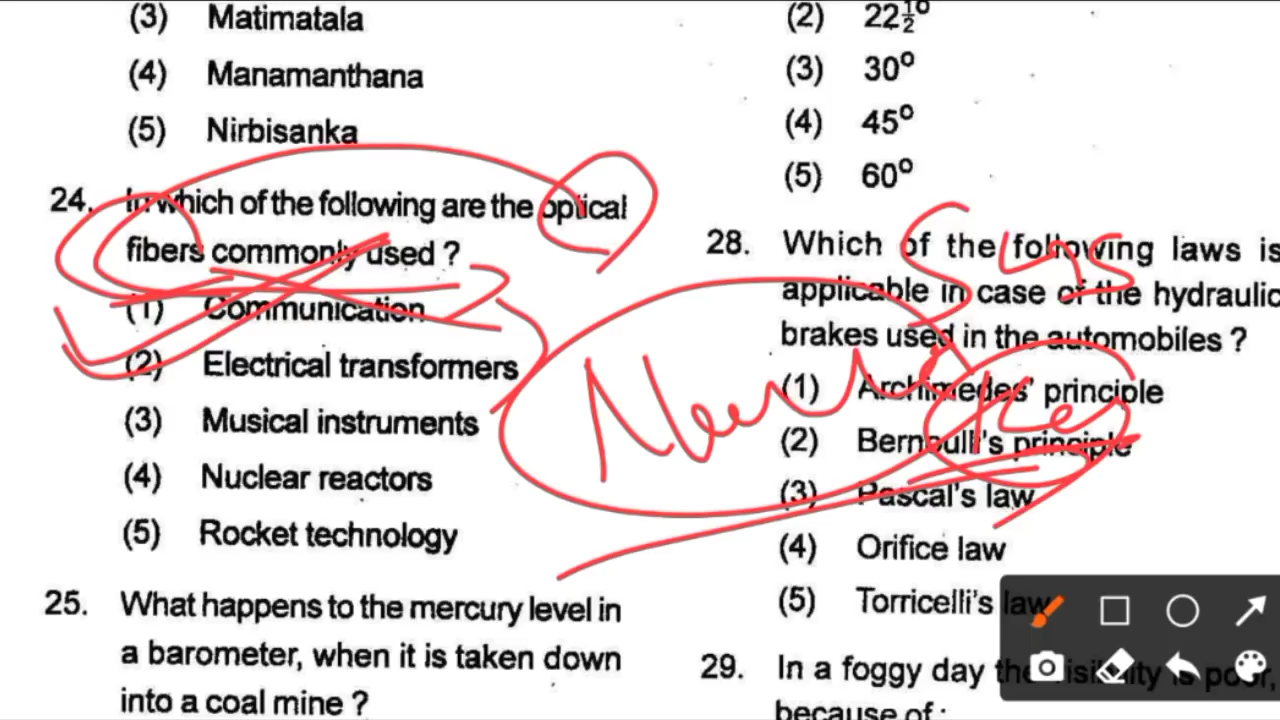 (3) Matimatala
(4) Manamanthana
(5) Nirbisanka
24. In which of the following are the optical
fibers commonly used ?
(1) Communication
(2) Electrical transformers
(3) Musical instruments
(4) Nuclear reactors
(5) Rocket technology
25. What happens to the mercury level in
a barometer, when it is taken down
into a coal mine ?
(2) 22½°
(3) 30°
(4) 45°
(5) 60°
28. Which of the following laws is
applicable in case of the hydraulic
brakes used in the automobiles ?
(1) Archimedes' principle
(2) Bernoulli's principle
(3) Pascal's law
(4) Orifice law
(5) Torricelli's law
29. In a foggy day the visibility is poor,
because of :